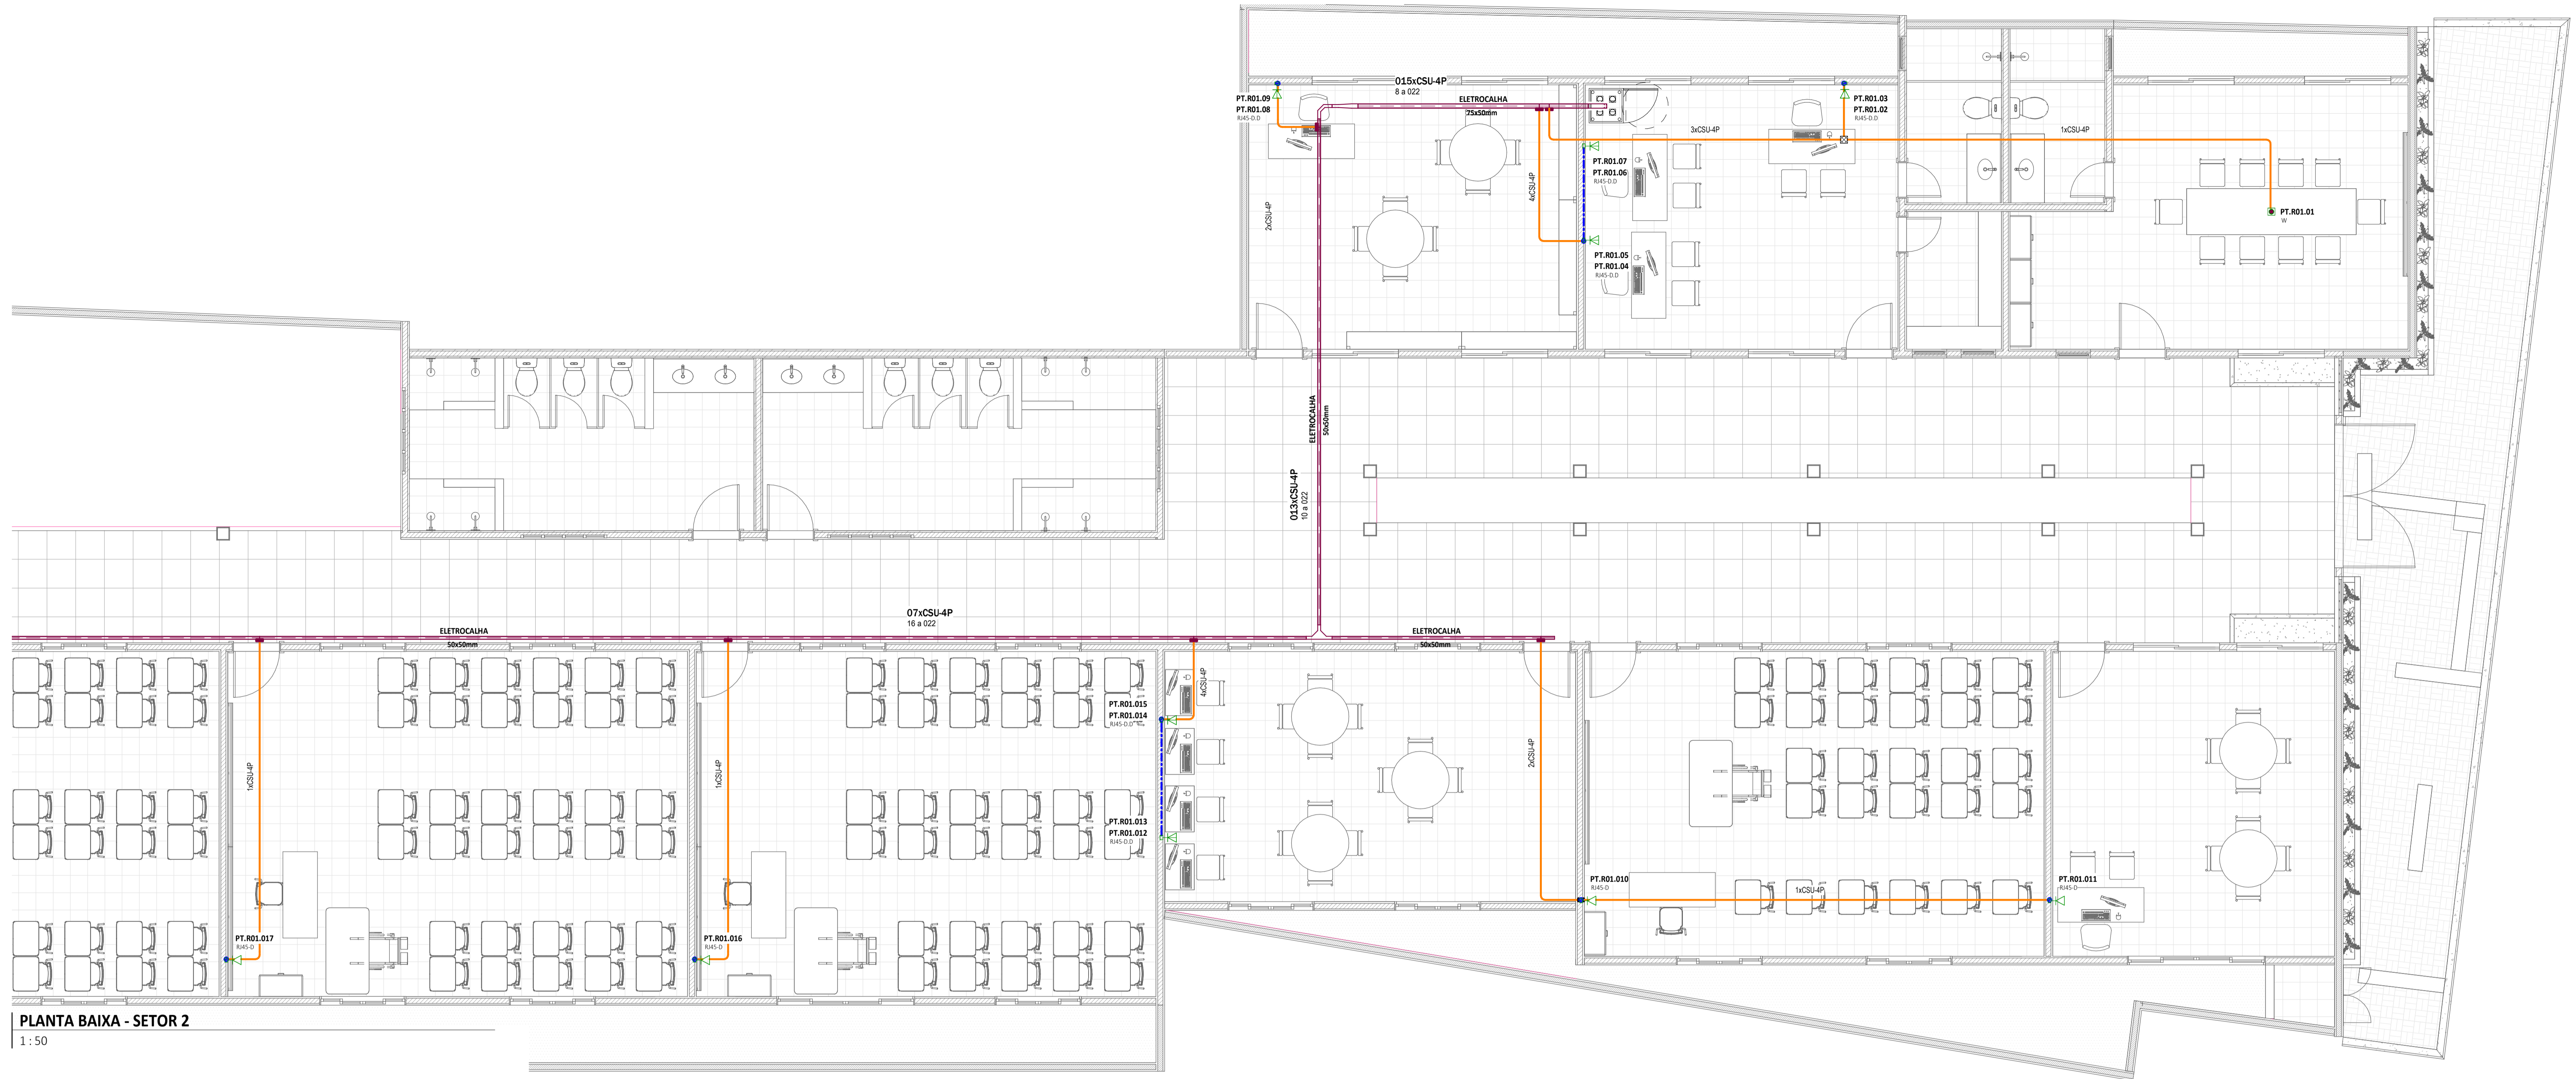 015xCSU-4P
8 a 022
ELETROCALHA
75x50mm
PT.R01.09
PT.R01.08
RJ45-D.D
PT.R01.03
PT.R01.02
RJ45-D.D
3xCSU-4P
1xCSU-4P
PT.R01.07
PT.R01.06
RJ45-D.D
4xCSU-4P
2xCSU-4P
PT.R01.01
W
PT.R01.05
PT.R01.04
RJ45-D.D
ELETROCALHA
50x50mm
013xCSU-4P
10 a 022
07xCSU-4P
16 a 022
ELETROCALHA
50x50mm
ELETROCALHA
50x50mm
4xCSU-4P
PT.R01.015
PT.R01.014
RJ45-D.D
1xCSU-4P
1xCSU-4P
2xCSU-4P
PT.R01.013
PT.R01.012
RJ45-D.D
PT.R01.010
RJ45-D
1xCSU-4P
PT.R01.011
RJ45-D
PT.R01.017
RJ45-D
PT.R01.016
RJ45-D
PLANTA BAIXA - SETOR 2
1 : 50